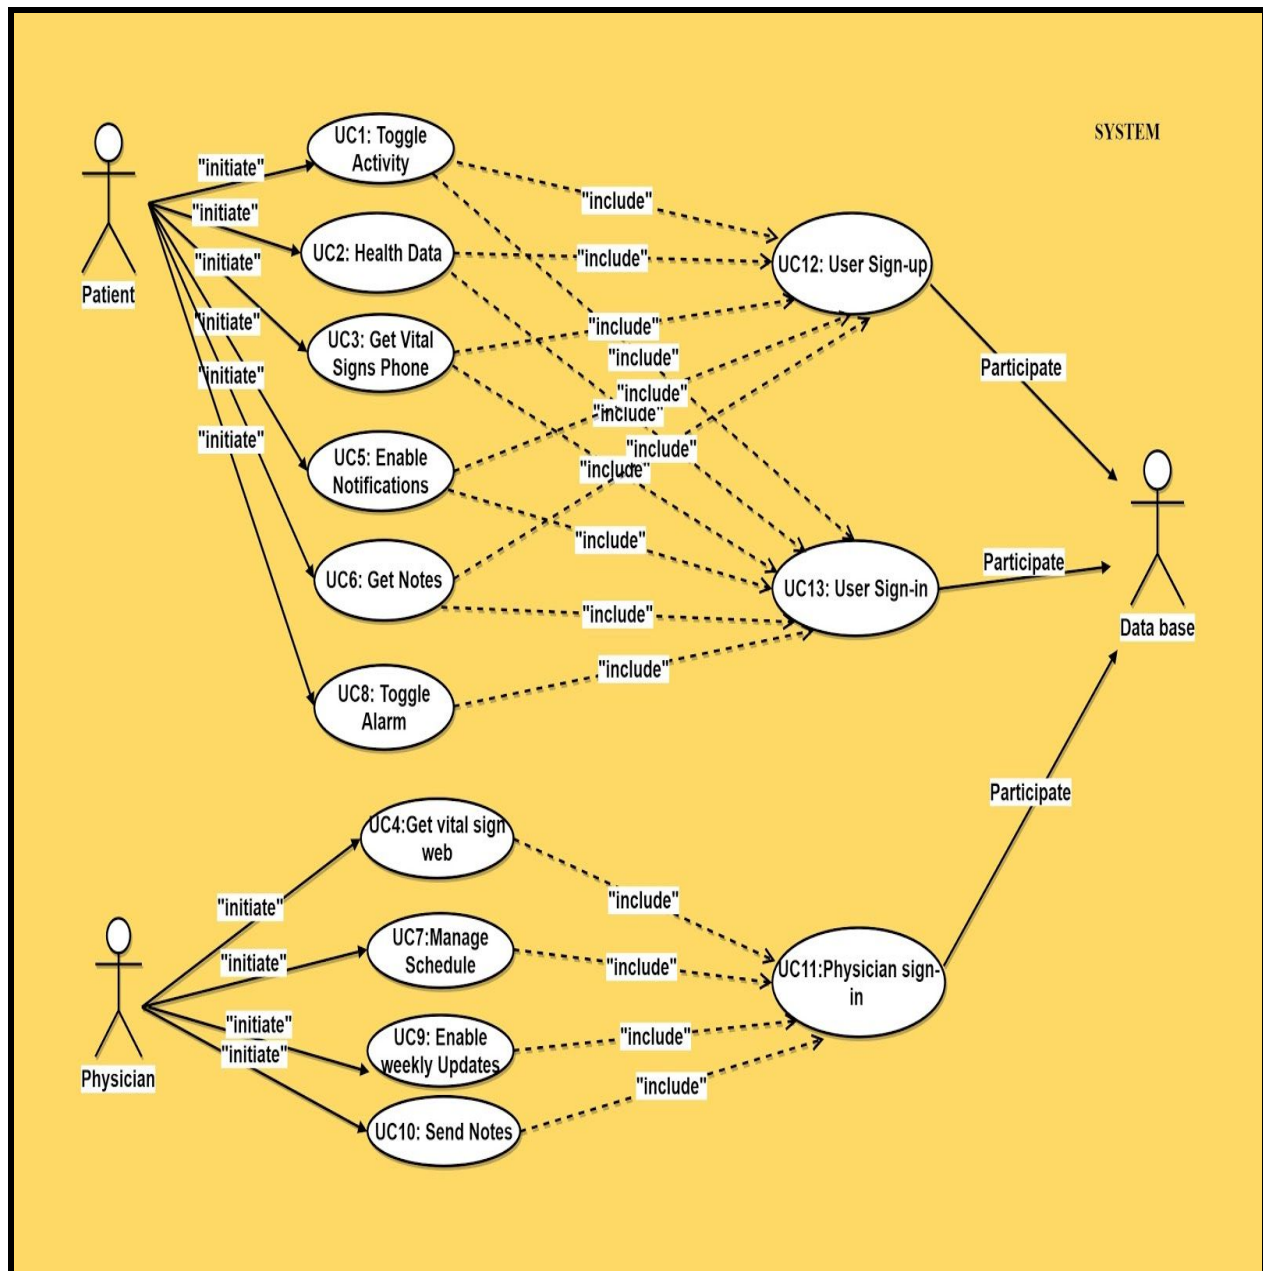 SYSTEM
UC1: Toggle
Activity
"initiate"
"include"
"initiate"
UC2: Health Data
"include"
UC12: User Sign-up
"initiate"
Patient
"initiate"
UC3: Get Vital
Signs Phone
"include"
"include"
Participate
"initiate"
"include"
"include"
"initiate"
"include"
UC5: Enable
Notifications
"include"
"include"
Participate
UC6: Get Notes
UC13: User Sign-in
"include"
Data base
"include"
UC8: Toggle
Alarm
Participate
UC4:Get vital sign
web
"initiate"
"include"
UC7:Manage
Schedule
"initiate"
"include"
UC11:Physician sign-
in
"initiate"
UC9: Enable
weekly Updates
"include"
"initiate"
Physician
"include"
UC10: Send Notes